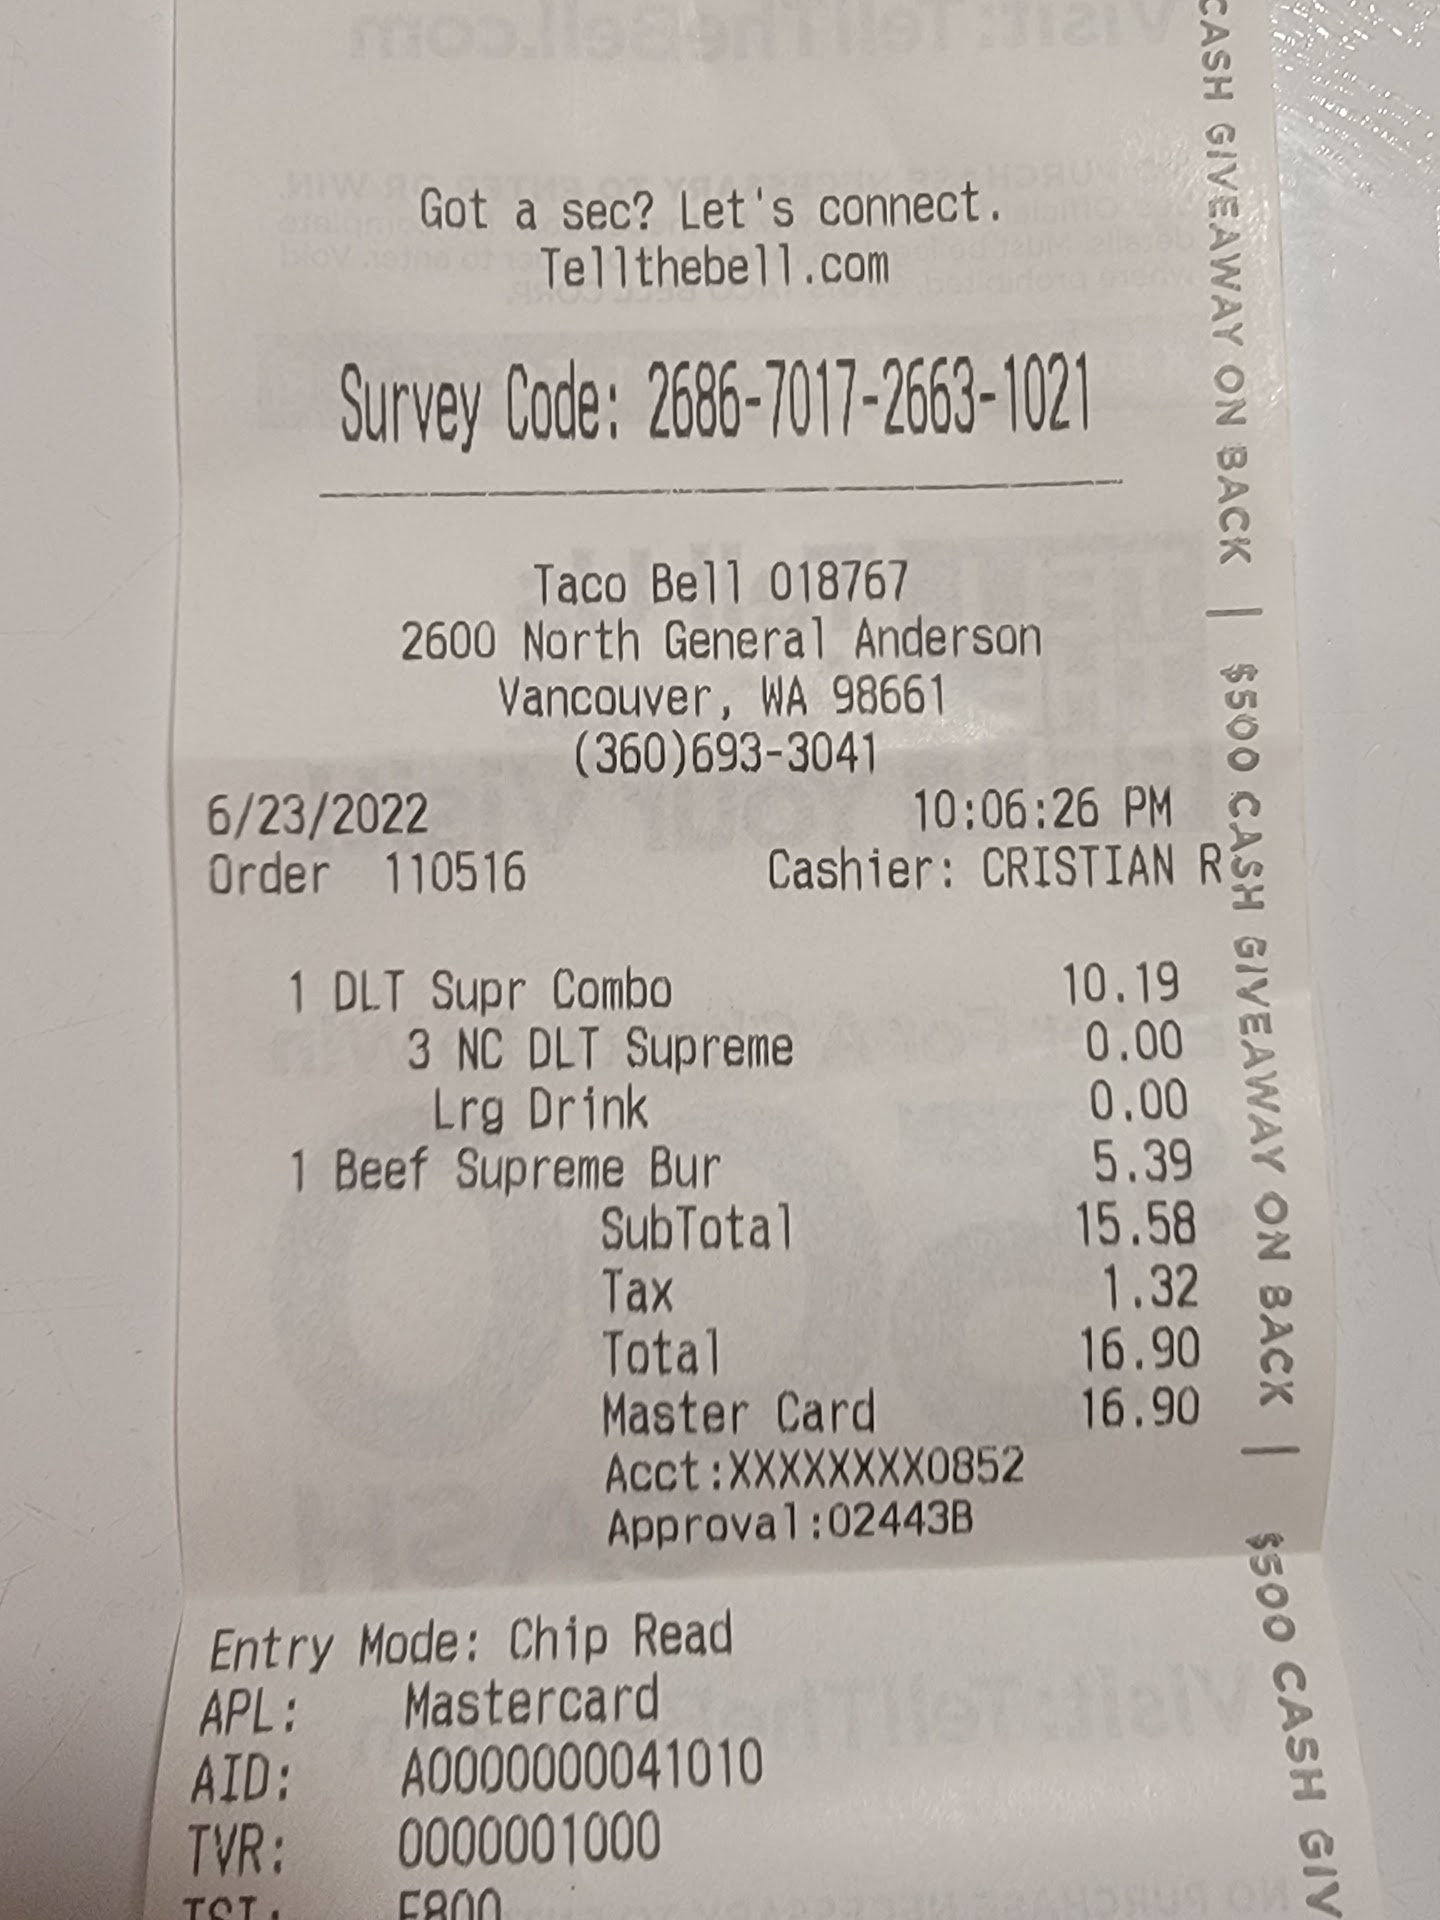 Got a sec? Let's connect.
Tellthebell.com
Survey Code: 2686-7017-2663-1021
Taco Bell 018767
2600 North General Anderson
Vancouver, WA 98661
(360)693-3041
6/23/2022 10:06:26 PM
Order 110516 Cashier: CRISTIAN R
1 DLT Supr Combo 10.19
3 NC DLT Supreme 0.00
Lrg Drink 0.00
1 Beef Supreme Bur 5.39
SubTotal 15.58
Tax 1.32
Total 16.90
Master Card 16.90
Acct:XXXXXXXX0852
Approval:02443B
Entry Mode: Chip Read
APL: Mastercard
AID: A0000000041010
TVR: 0000001000
TSI: E800
CASH GIVEAWAY ON BACK | $500 CASH GIVEAWAY ON BACK | $500 CASH GIV